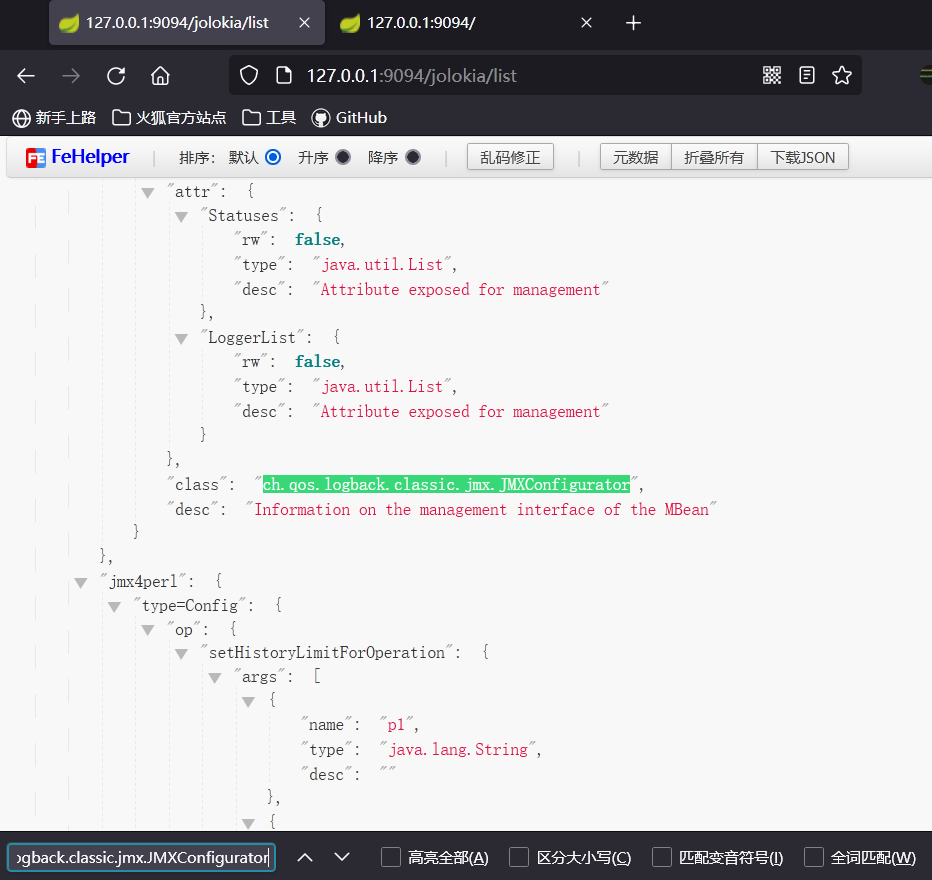 127.0.0.1:9094/jolokia/list
127.0.0.1:9094/
127.0.0.1:9094/jolokia/list
新手上路 火狐官方站点 工具 GitHub
FE FeHelper 排序: 默认 升序 降序 乱码修正 元数据 折叠所有 下载JSON
"attr": {
"Statuses": {
"rw": false,
"type": "java.util.List",
"desc": "Attribute exposed for management"
},
"LoggerList": {
"rw": false,
"type": "java.util.List",
"desc": "Attribute exposed for management"
}
},
"class": "ch.qos.logback.classic.jmx.JMXConfigurator",
"desc": "Information on the management interface of the MBean"
}
},
"jmx4perl": {
"type=Config": {
"op": {
"setHistoryLimitForOperation": {
"args": [
{
"name": "p1",
"type": "java.lang.String",
"desc": ""
},
{
ogback.classic.jmx.JMXConfigurator 高亮全部(A) 区分大小写(C) 匹配变音符号(I) 全词匹配(W)